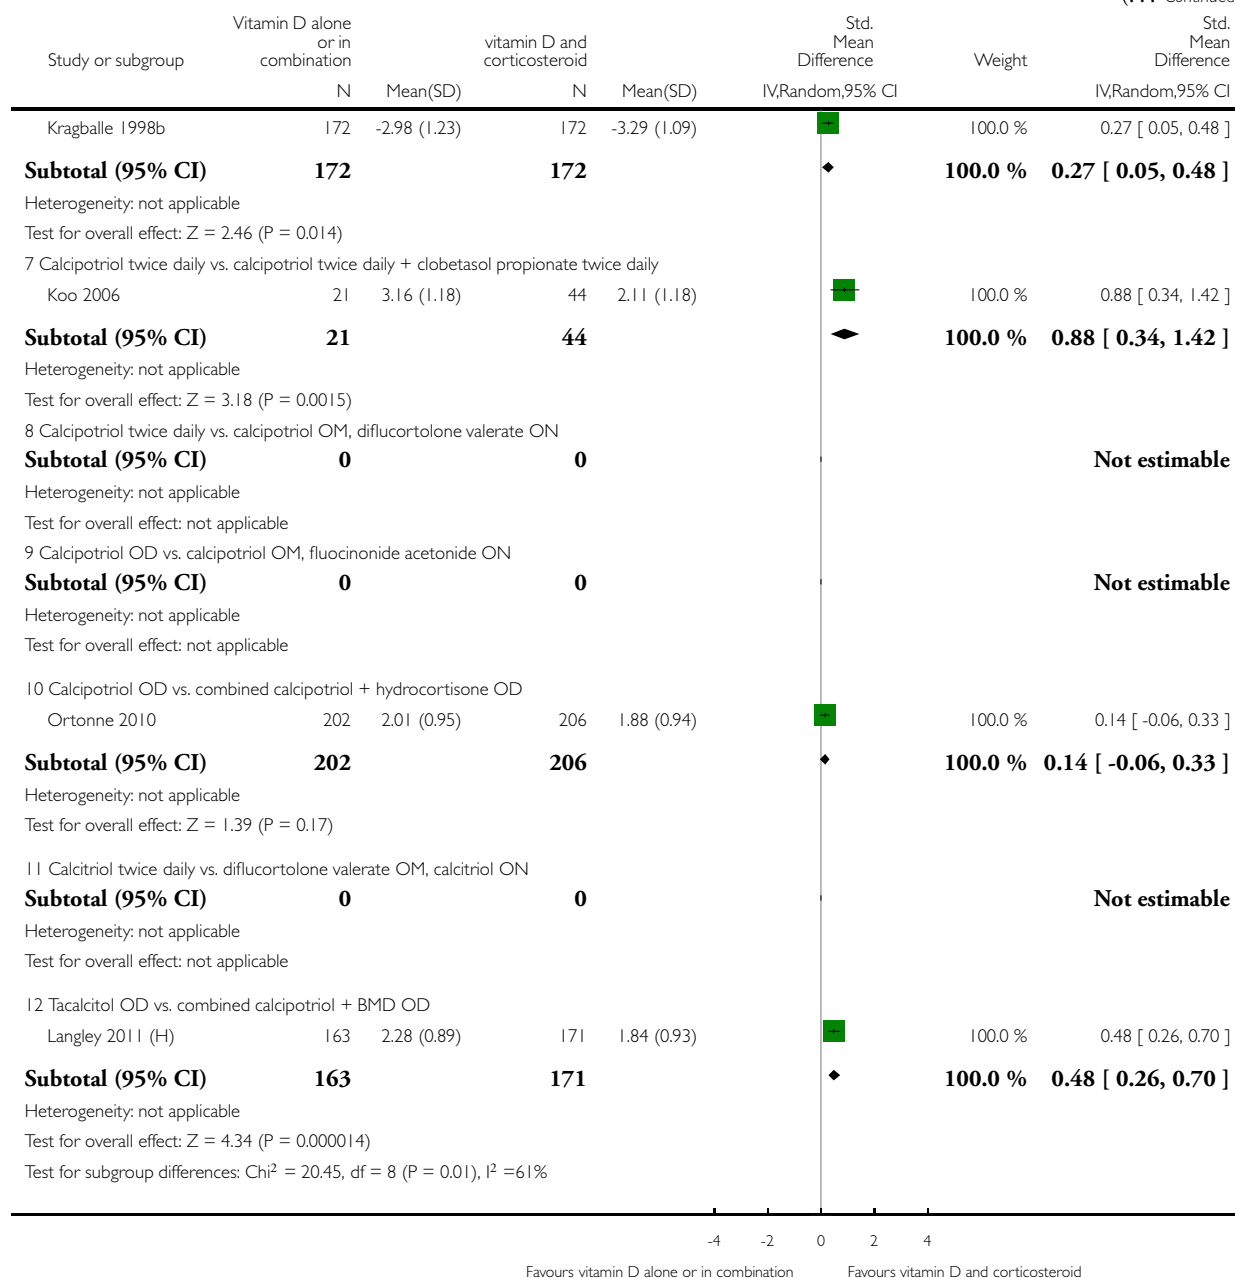 Continued
Study or subgroup
Vitamin D alone or in combination
vitamin D and corticosteroid
Std. Mean Difference
Weight
Std. Mean Difference
N Mean(SD) N Mean(SD) IV,Random,95% CI IV,Random,95% CI
Kragballe 1998b 172 -2.98 (1.23) 172 -3.29 (1.09) 100.0 % 0.27 [ 0.05, 0.48 ]
Subtotal (95% CI) 172 172 100.0 % 0.27 [ 0.05, 0.48 ]
Heterogeneity: not applicable
Test for overall effect: Z = 2.46 (P = 0.014)
7 Calcipotriol twice daily vs. calcipotriol twice daily + clobetasol propionate twice daily
Koo 2006 21 3.16 (1.18) 44 2.11 (1.18) 100.0 % 0.88 [ 0.34, 1.42 ]
Subtotal (95% CI) 21 44 100.0 % 0.88 [ 0.34, 1.42 ]
Heterogeneity: not applicable
Test for overall effect: Z = 3.18 (P = 0.0015)
8 Calcipotriol twice daily vs. calcipotriol OM, diflucortolone valerate ON
Subtotal (95% CI) 0 0 Not estimable
Heterogeneity: not applicable
Test for overall effect: not applicable
9 Calcipotriol OD vs. calcipotriol OM, fluocinonide acetonide ON
Subtotal (95% CI) 0 0 Not estimable
Heterogeneity: not applicable
Test for overall effect: not applicable
10 Calcipotriol OD vs. combined calcipotriol + hydrocortisone OD
Ortonne 2010 202 2.01 (0.95) 206 1.88 (0.94) 100.0 % 0.14 [ -0.06, 0.33 ]
Subtotal (95% CI) 202 206 100.0 % 0.14 [ -0.06, 0.33 ]
Heterogeneity: not applicable
Test for overall effect: Z = 1.39 (P = 0.17)
11 Calcitriol twice daily vs. diflucortolone valerate OM, calcitriol ON
Subtotal (95% CI) 0 0 Not estimable
Heterogeneity: not applicable
Test for overall effect: not applicable
12 Tacalcitol OD vs. combined calcipotriol + BMD OD
Langley 2011 (H) 163 2.28 (0.89) 171 1.84 (0.93) 100.0 % 0.48 [ 0.26, 0.70 ]
Subtotal (95% CI) 163 171 100.0 % 0.48 [ 0.26, 0.70 ]
Heterogeneity: not applicable
Test for overall effect: Z = 4.34 (P = 0.000014)
Test for subgroup differences: Chi² = 20.45, df = 8 (P = 0.01), I² =61%
-4 -2 0 2 4
Favours vitamin D alone or in combination Favours vitamin D and corticosteroid